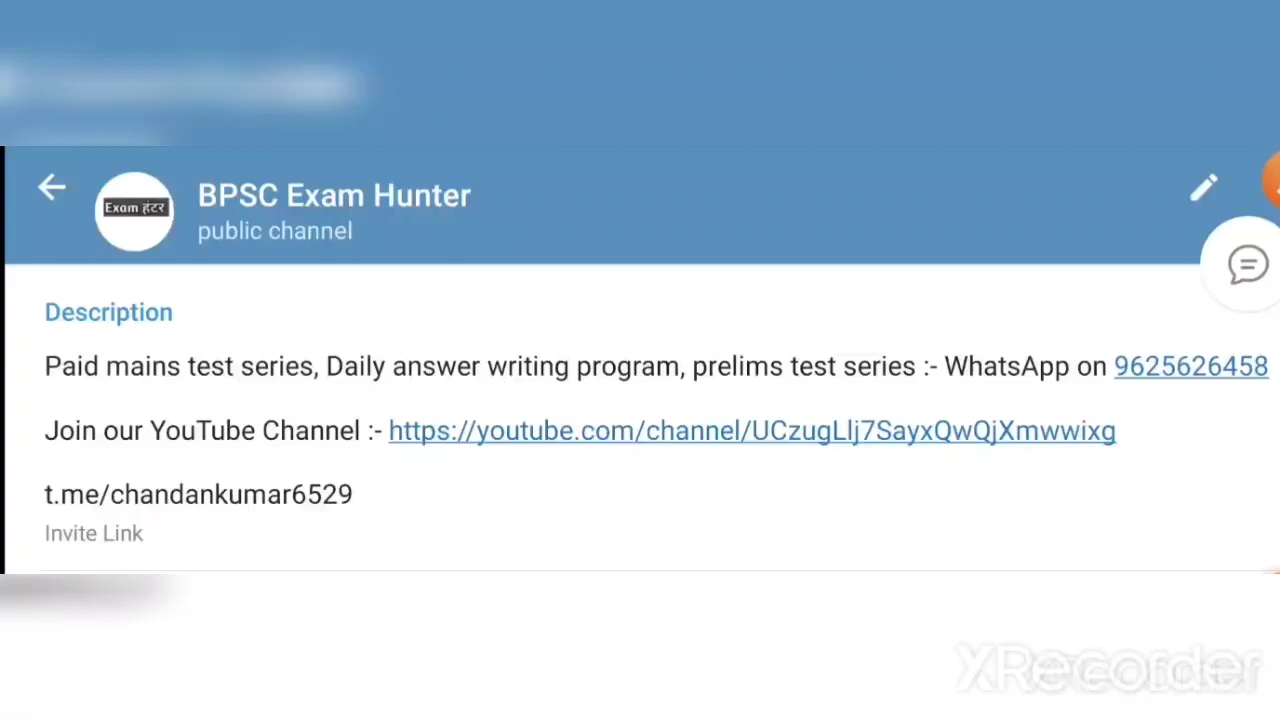 BPSC Exam Hunter
Exam हंटर
public channel
Description
Paid mains test series, Daily answer writing program, prelims test series :- WhatsApp on 9625626458
Join our YouTube Channel :- https://youtube.com/channel/UCzugLlj7SayxQwQjXmwwixg
t.me/chandankumar6529
Invite Link
XRecorder